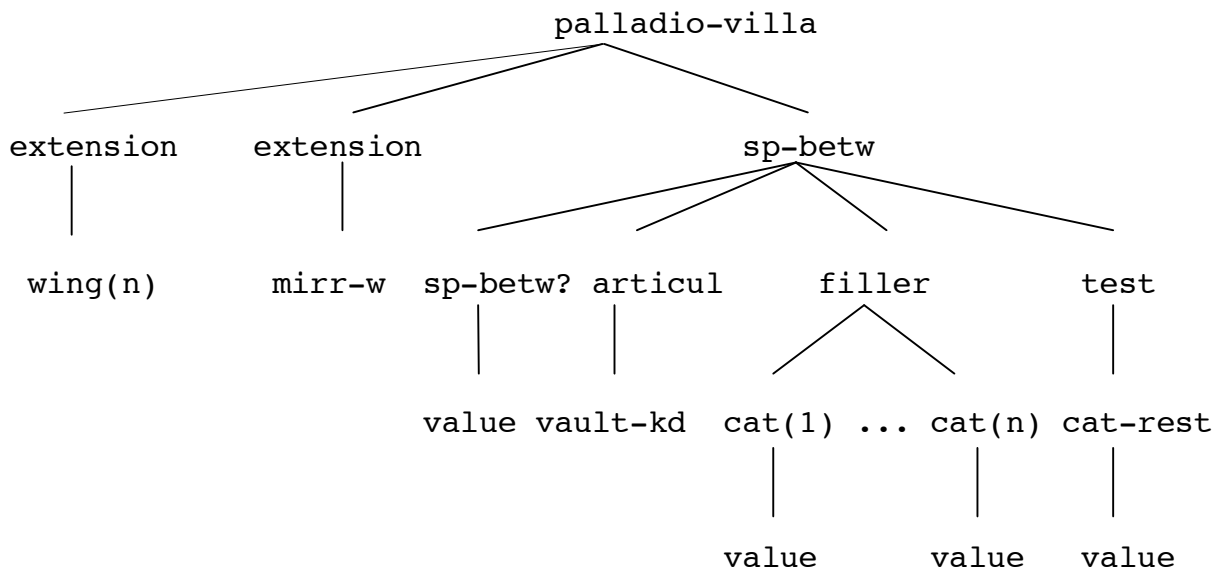 palladio-villa
extension extension sp-betw
wing(n) mirr-w sp-betw? articul filler test
value vault-kd cat(1) ... cat(n) cat-rest
value value value